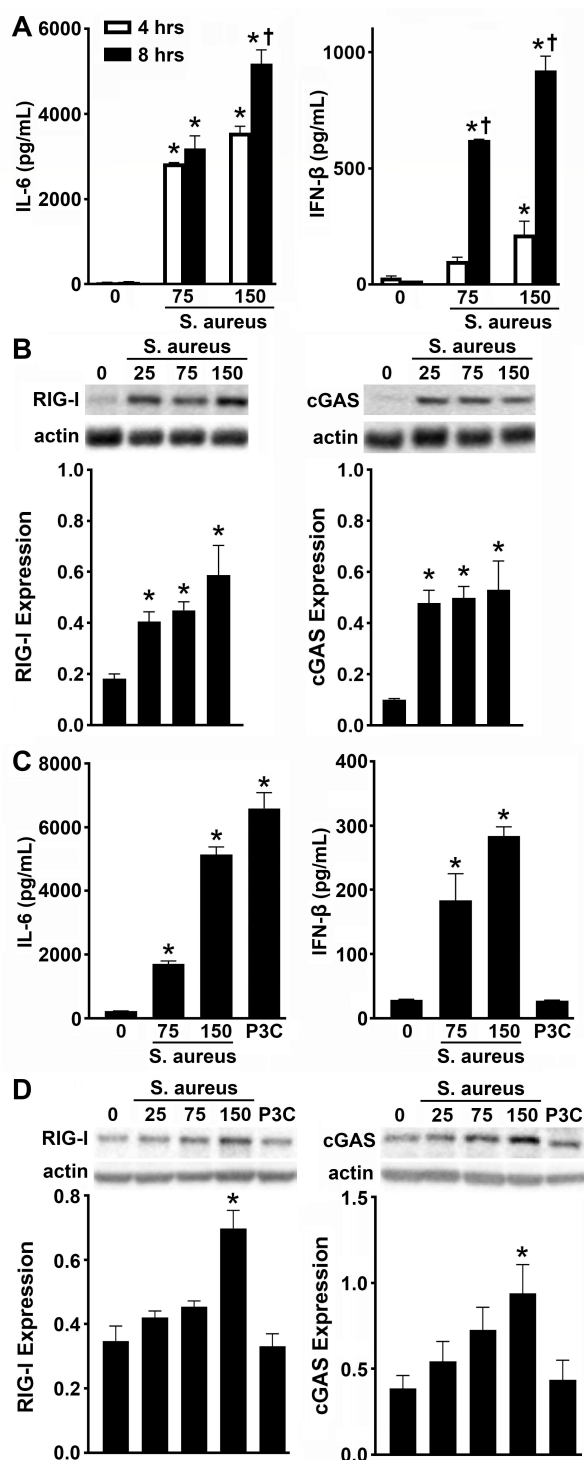 A
4 hrs
8 hrs
IL-6 (pg/mL)
6000
4000
2000
0
* * * *†
0 75 150
S. aureus
IFN-β (pg/mL)
1000
500
0
*† * *†
0 75 150
S. aureus
B
S. aureus
0 25 75 150
RIG-I
actin
RIG-I Expression
1.0
0.8
0.6
0.4
0.2
0.0
* * *
S. aureus
0 25 75 150
cGAS
actin
cGAS Expression
1.0
0.8
0.6
0.4
0.2
0.0
* * *
C
IL-6 (pg/mL)
8000
6000
4000
2000
0
* * *
0 75 150 P3C
S. aureus
IFN-β (pg/mL)
400
300
200
100
0
* *
0 75 150 P3C
S. aureus
D
S. aureus
0 25 75 150 P3C
RIG-I
actin
RIG-I Expression
0.8
0.6
0.4
0.2
0.0
*
S. aureus
0 25 75 150 P3C
cGAS
actin
cGAS Expression
1.5
1.0
0.5
0.0
*